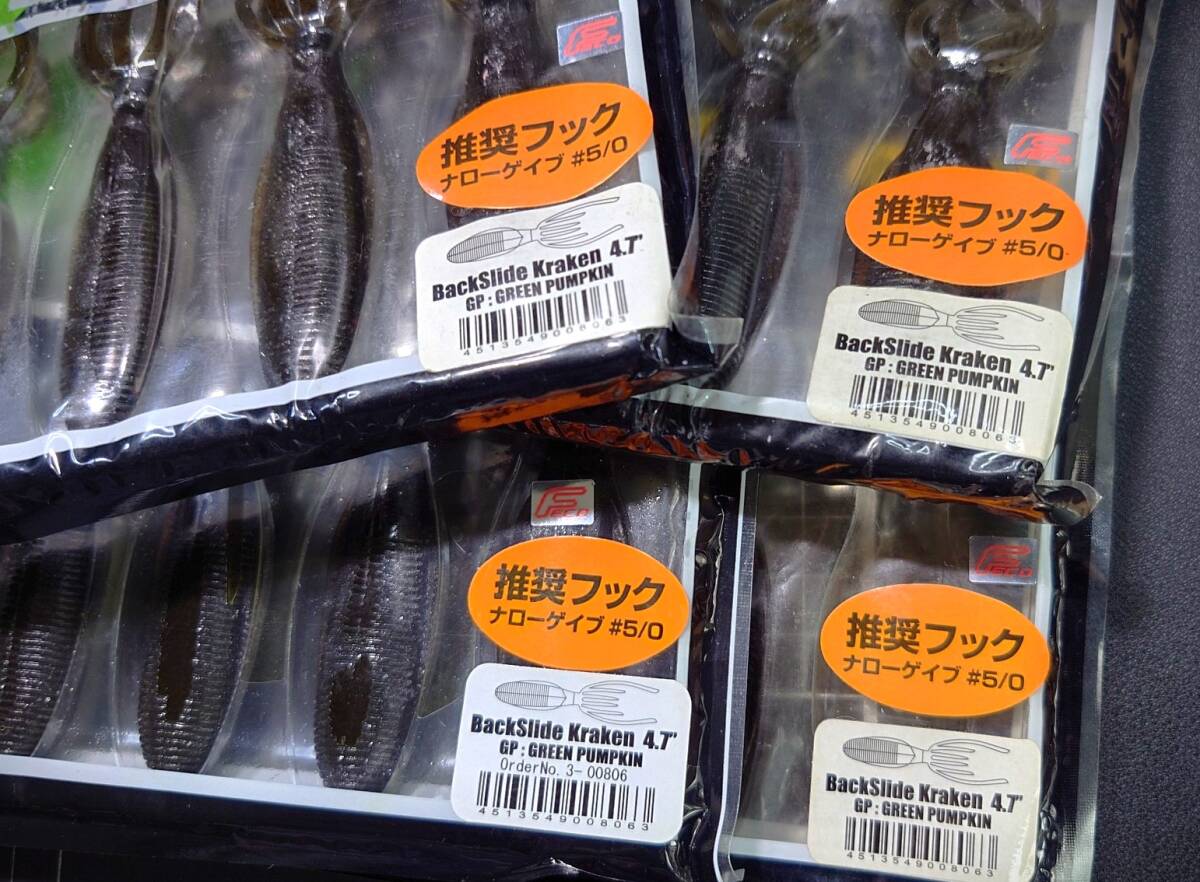 FECO
推奨フック
ナローゲイブ #5/0
BackSlide Kraken 4.7"
GP : GREEN PUMPKIN
4513549008063
FECO
推奨フック
ナローゲイブ #5/0
BackSlide Kraken 4.7"
GP : GREEN PUMPKIN
4513549008063
FECO
推奨フック
ナローゲイブ #5/0
BackSlide Kraken 4.7"
GP : GREEN PUMPKIN
OrderNo. 3-00806
4513549008063
FECO
推奨フック
ナローゲイブ #5/0
BackSlide Kraken 4.7"
GP : GREEN PUMPKIN
4513549008063